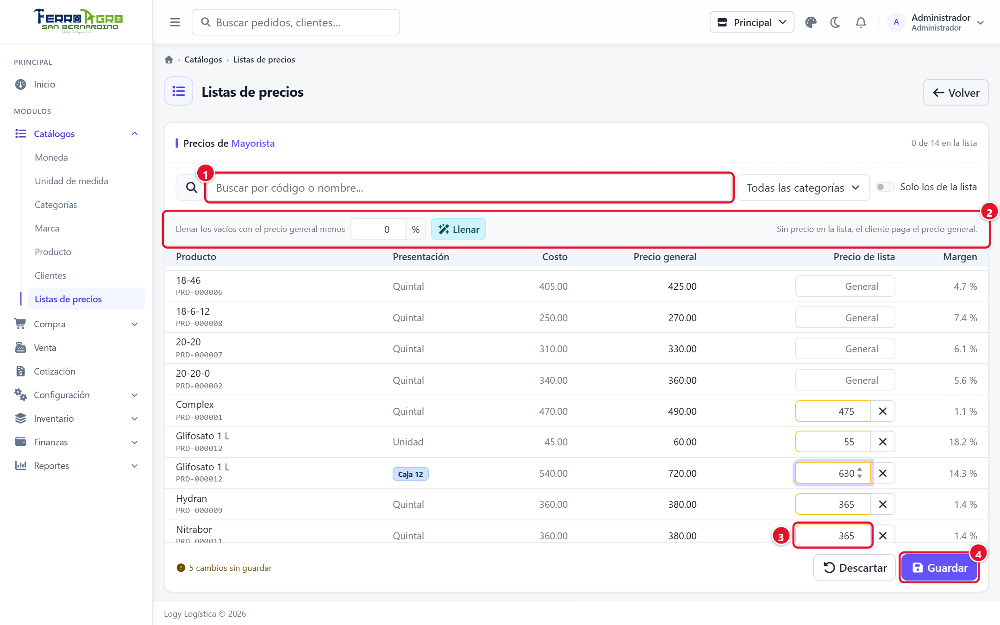 FERRO AGRO
SAN BERNARDINO
PRINCIPAL
Inicio
MÓDULOS
Catálogos
Moneda
Unidad de medida
Categorías
Marca
Producto
Clientes
Listas de precios
Compra
Venta
Cotización
Configuración
Inventario
Finanzas
Reportes
Buscar pedidos, clientes...
Principal
A
Administrador
Administrador
Catálogos › Listas de precios
Listas de precios
Volver
Precios de Mayorista
0 de 14 en la lista
1
Buscar por código o nombre...
Todas las categorías
Solo los de la lista
2
Llenar los vacíos con el precio general menos 0 % Llenar
Sin precio en la lista, el cliente paga el precio general.
Producto Presentación Costo Precio general Precio de lista Margen
18-46
PRD-000006
Quintal 405.00 425.00 General 4.7 %
18-6-12
PRD-000008
Quintal 250.00 270.00 General 7.4 %
20-20
PRD-000007
Quintal 310.00 330.00 General 6.1 %
20-20-0
PRD-000002
Quintal 340.00 360.00 General 5.6 %
Complex
PRD-000001
Quintal 470.00 490.00 475 1.1 %
Glifosato 1 L
PRD-000012
Unidad 45.00 60.00 55 18.2 %
Glifosato 1 L
PRD-000012
Caja 12 540.00 720.00 630 14.3 %
Hydran
PRD-000009
Quintal 360.00 380.00 365 1.4 %
Nitrabor
PRD-000011
Quintal 360.00 380.00 365 1.4 %
3
4
5 cambios sin guardar
Descartar
Guardar
Logy Logística © 2026